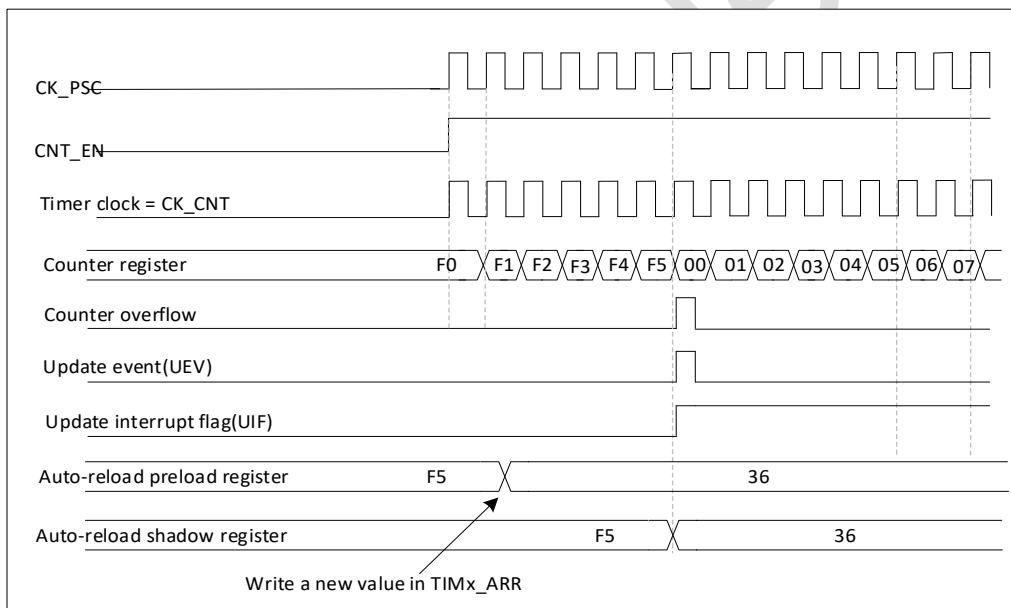 CK_PSC
CNT_EN
Timer clock = CK_CNT
Counter register F0 F1 F2 F3 F4 F5 00 01 02 03 04 05 06 07
Counter overflow
Update event(UEV)
Update interrupt flag(UIF)
Auto-reload preload register F5 36
Auto-reload shadow register F5 36
Write a new value in TIMx_ARR